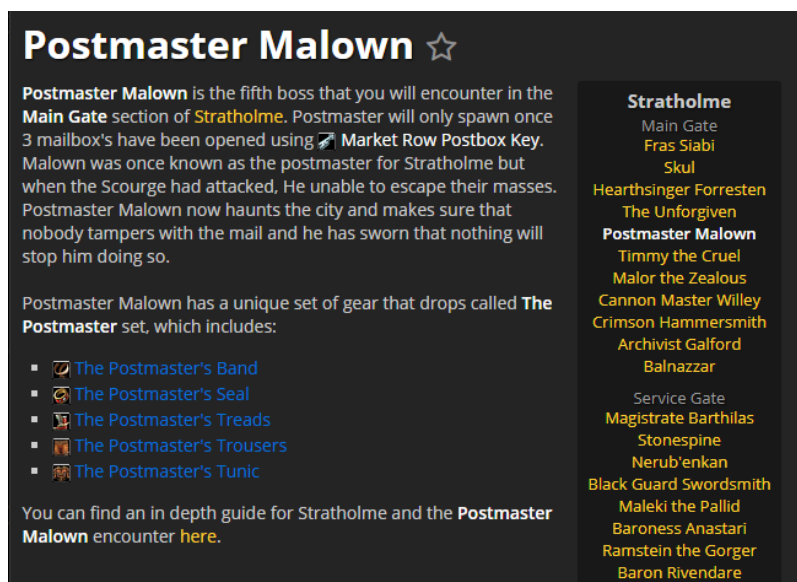 Postmaster Malown
Postmaster Malown is the fifth boss that you will encounter in the
Main Gate section of Stratholme. Postmaster will only spawn once
3 mailbox's have been opened using Market Row Postbox Key.
Malown was once known as the postmaster for Stratholme but
when the Scourge had attacked, He unable to escape their masses.
Postmaster Malown now haunts the city and makes sure that
nobody tampers with the mail and he has sworn that nothing will
stop him doing so.
Postmaster Malown has a unique set of gear that drops called The
Postmaster set, which includes:
The Postmaster's Band
The Postmaster's Seal
The Postmaster's Treads
The Postmaster's Trousers
The Postmaster's Tunic
You can find an in depth guide for Stratholme and the Postmaster
Malown encounter here.
Stratholme
Main Gate
Fras Siabi
Skul
Hearthsinger Forresten
The Unforgiven
Postmaster Malown
Timmy the Cruel
Malor the Zealous
Cannon Master Willey
Crimson Hammersmith
Archivist Galford
Balnazzar
Service Gate
Magistrate Barthilas
Stonespine
Nerub'enkan
Black Guard Swordsmith
Maleki the Pallid
Baroness Anastari
Ramstein the Gorger
Baron Rivendare